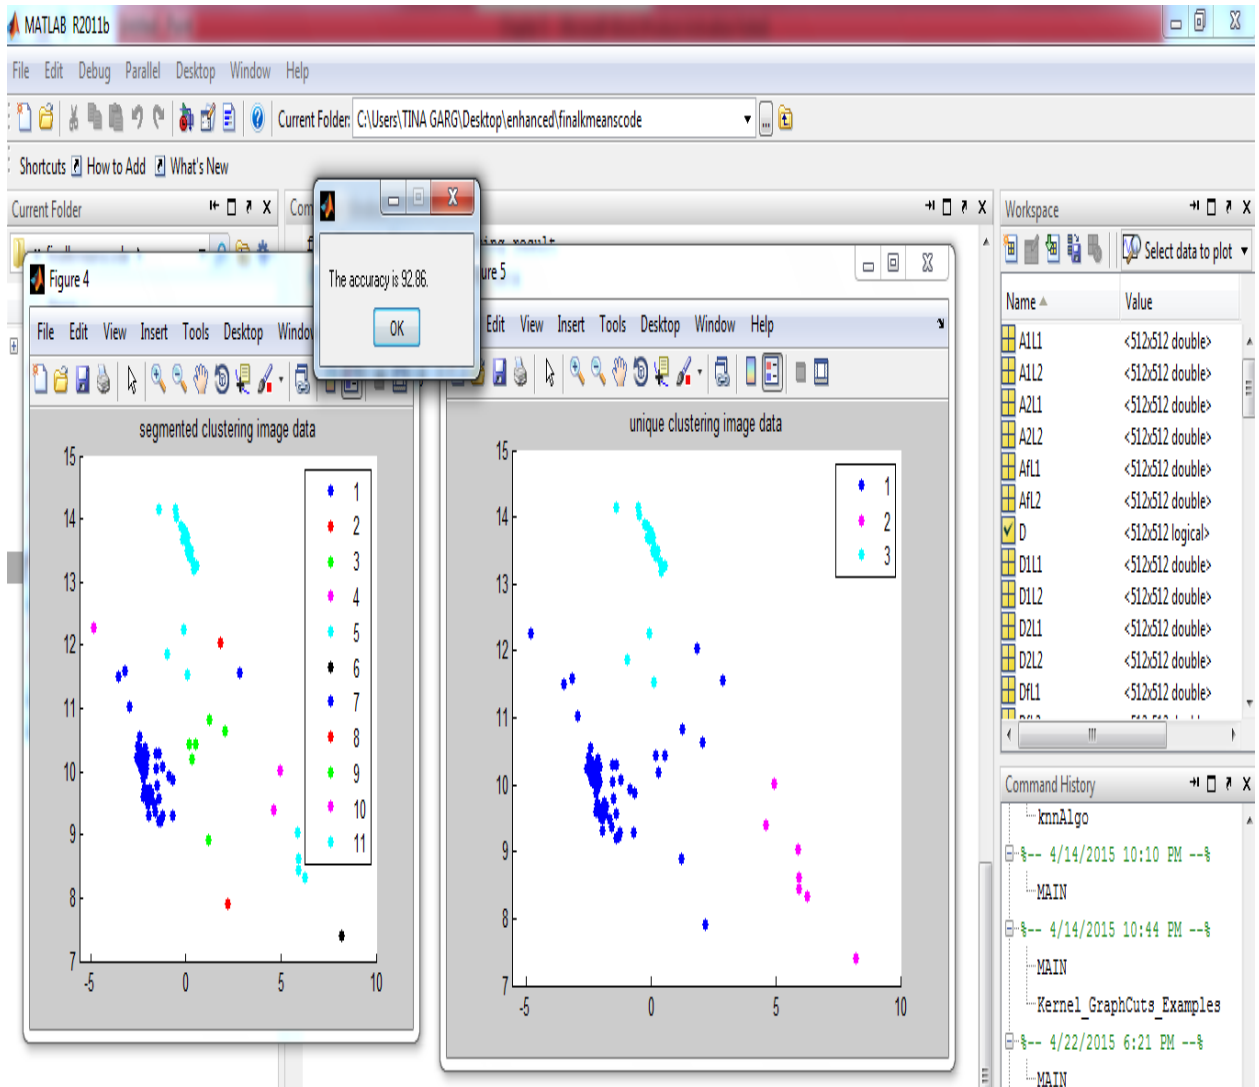 MATLAB R2011b
File Edit Debug Parallel Desktop Window Help
Current Folder: C:\Users\TINA GARG\Desktop\enhanced\finalkmeanscode
...
Shortcuts How to Add What's New
Current Folder
Com
Workspace
Select data to plot
Name Value
A1L1 <512x512 double>
A1L2 <512x512 double>
A2L1 <512x512 double>
A2L2 <512x512 double>
AfL1 <512x512 double>
AfL2 <512x512 double>
D <512x512 logical>
D1L1 <512x512 double>
D1L2 <512x512 double>
D2L1 <512x512 double>
D2L2 <512x512 double>
DfL1 <512x512 double>
Command History
knnAlgo
%-- 4/14/2015 10:10 PM --%
MAIN
%-- 4/14/2015 10:44 PM --%
MAIN
Kernel_GraphCuts_Examples
%-- 4/22/2015 6:21 PM --%
MAIN
The accuracy is 92.86.
OK
Figure 4
File Edit View Insert Tools Desktop Window
segmented clustering image data
15
14
13
12
11
10
9
8
7
-5 0 5 10
1
2
3
4
5
6
7
8
9
10
11
ure 5
Edit View Insert Tools Desktop Window Help
unique clustering image data
15
14
13
12
11
10
9
8
7
-5 0 5 10
1
2
3